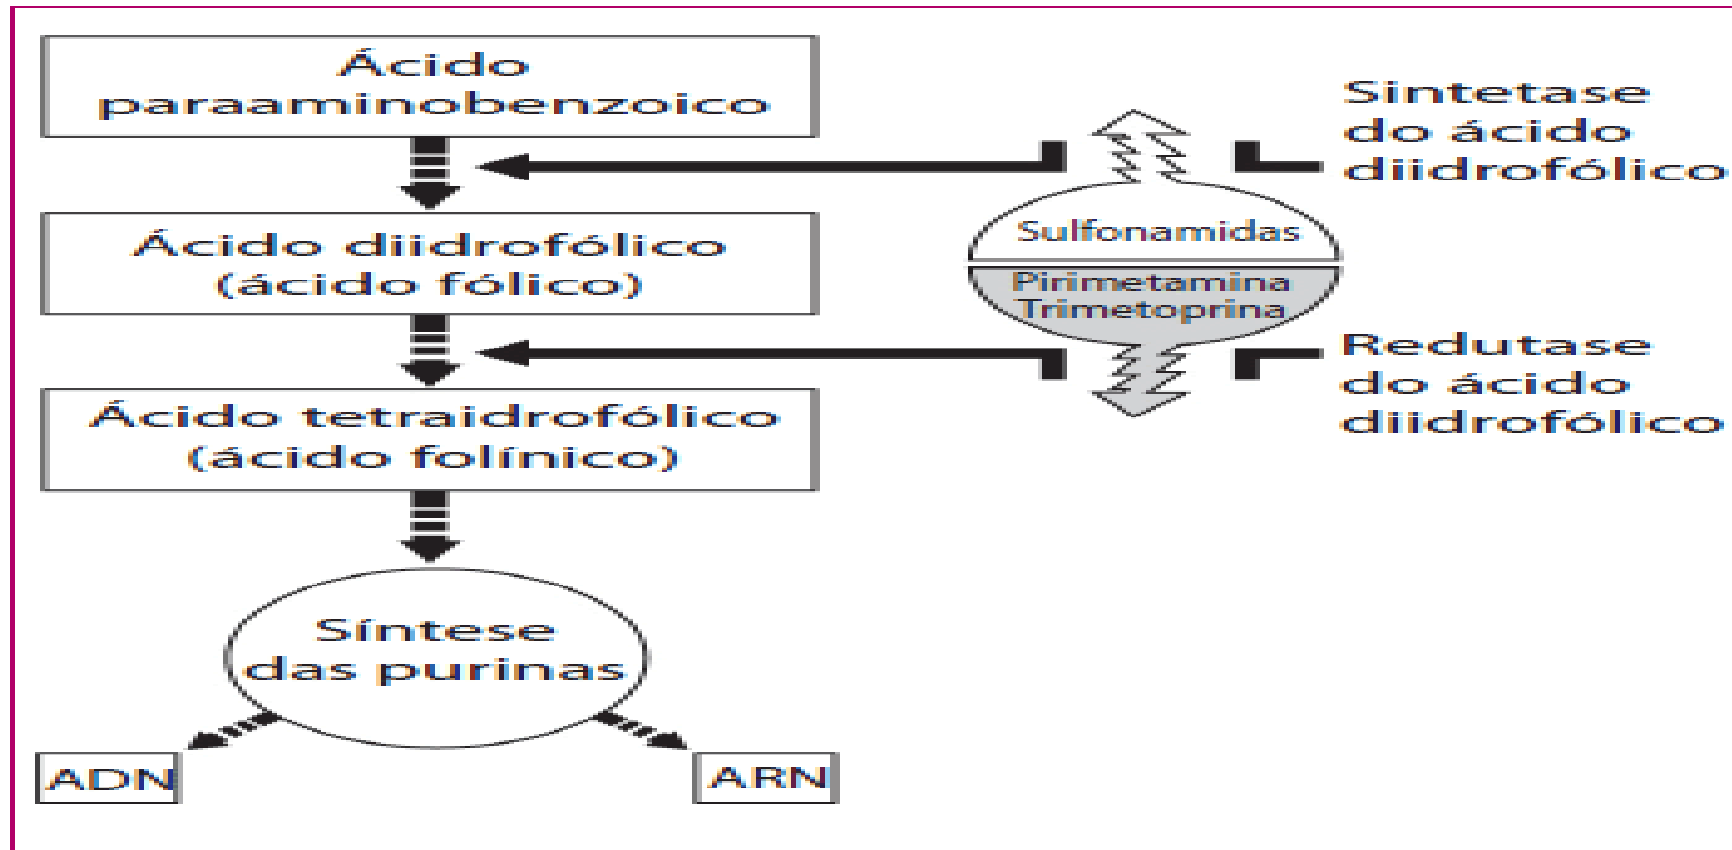 Ácido
paraaminobenzoico
Sintetase
do ácido
diidrofólico
Sulfonamidas
Ácido diidrofólico
(ácido fólico)
Pirimetamina
Trimetoprina
Redutase
do ácido
diidrofólico
Ácido tetraidrofólico
(ácido folínico)
Síntese
das purinas
ADN
ARN